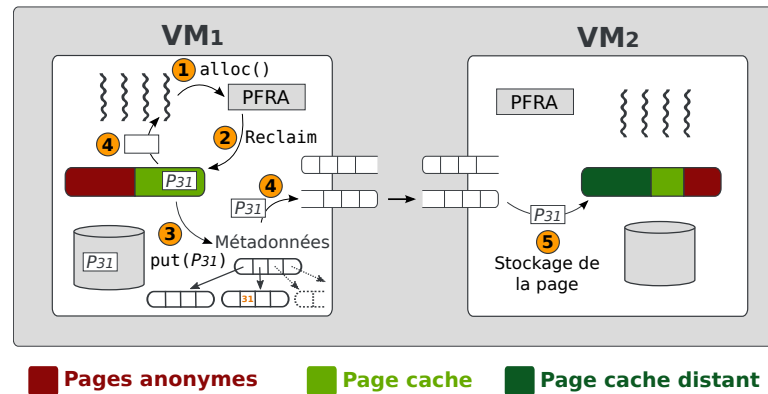 VM1
VM2
1 alloc()
PFRA
PFRA
2 Reclaim
4
P31
4
P31
P31
3
put(P31)
Métadonnées
P31
31
5
Stockage de
la page
Pages anonymes
Page cache
Page cache distant